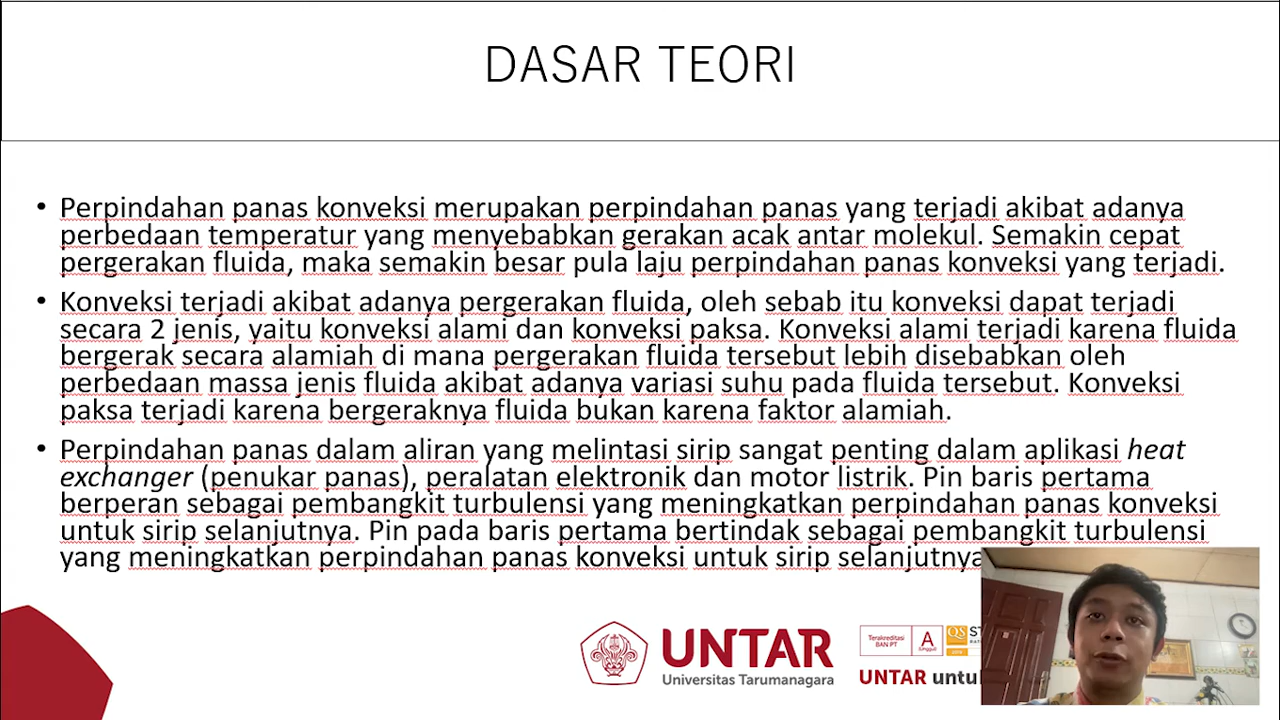 DASAR TEORI
• Perpindahan panas konveksi merupakan perpindahan panas yang terjadi akibat adanya
perbedaan temperatur yang menyebabkan gerakan acak antar molekul. Semakin cepat
pergerakan fluida, maka semakin besar pula laju perpindahan panas konveksi yang terjadi.
• Konveksi terjadi akibat adanya pergerakan fluida, oleh sebab itu konveksi dapat terjadi
secara 2 jenis, yaitu konveksi alami dan konveksi paksa. Konveksi alami terjadi karena fluida
bergerak secara alamiah di mana pergerakan fluida tersebut lebih disebabkan oleh
perbedaan massa jenis fluida akibat adanya variasi suhu pada fluida tersebut. Konveksi
paksa terjadi karena bergeraknya fluida bukan karena faktor alamiah.
• Perpindahan panas dalam aliran yang melintasi sirip sangat penting dalam aplikasi heat
exchanger (penukar panas), peralatan elektronik dan motor listrik. Pin baris pertama
berperan sebagai pembangkit turbulensi yang meningkatkan perpindahan panas konveksi
untuk sirip selanjutnya. Pin pada baris pertama bertindak sebagai pembangkit turbulensi
yang meningkatkan perpindahan panas konveksi untuk sirip selanjutnya
UNTAR
Universitas Tarumanagara
Terakreditasi
BAN PT
A
(Unggul)
QS
UNTAR untu